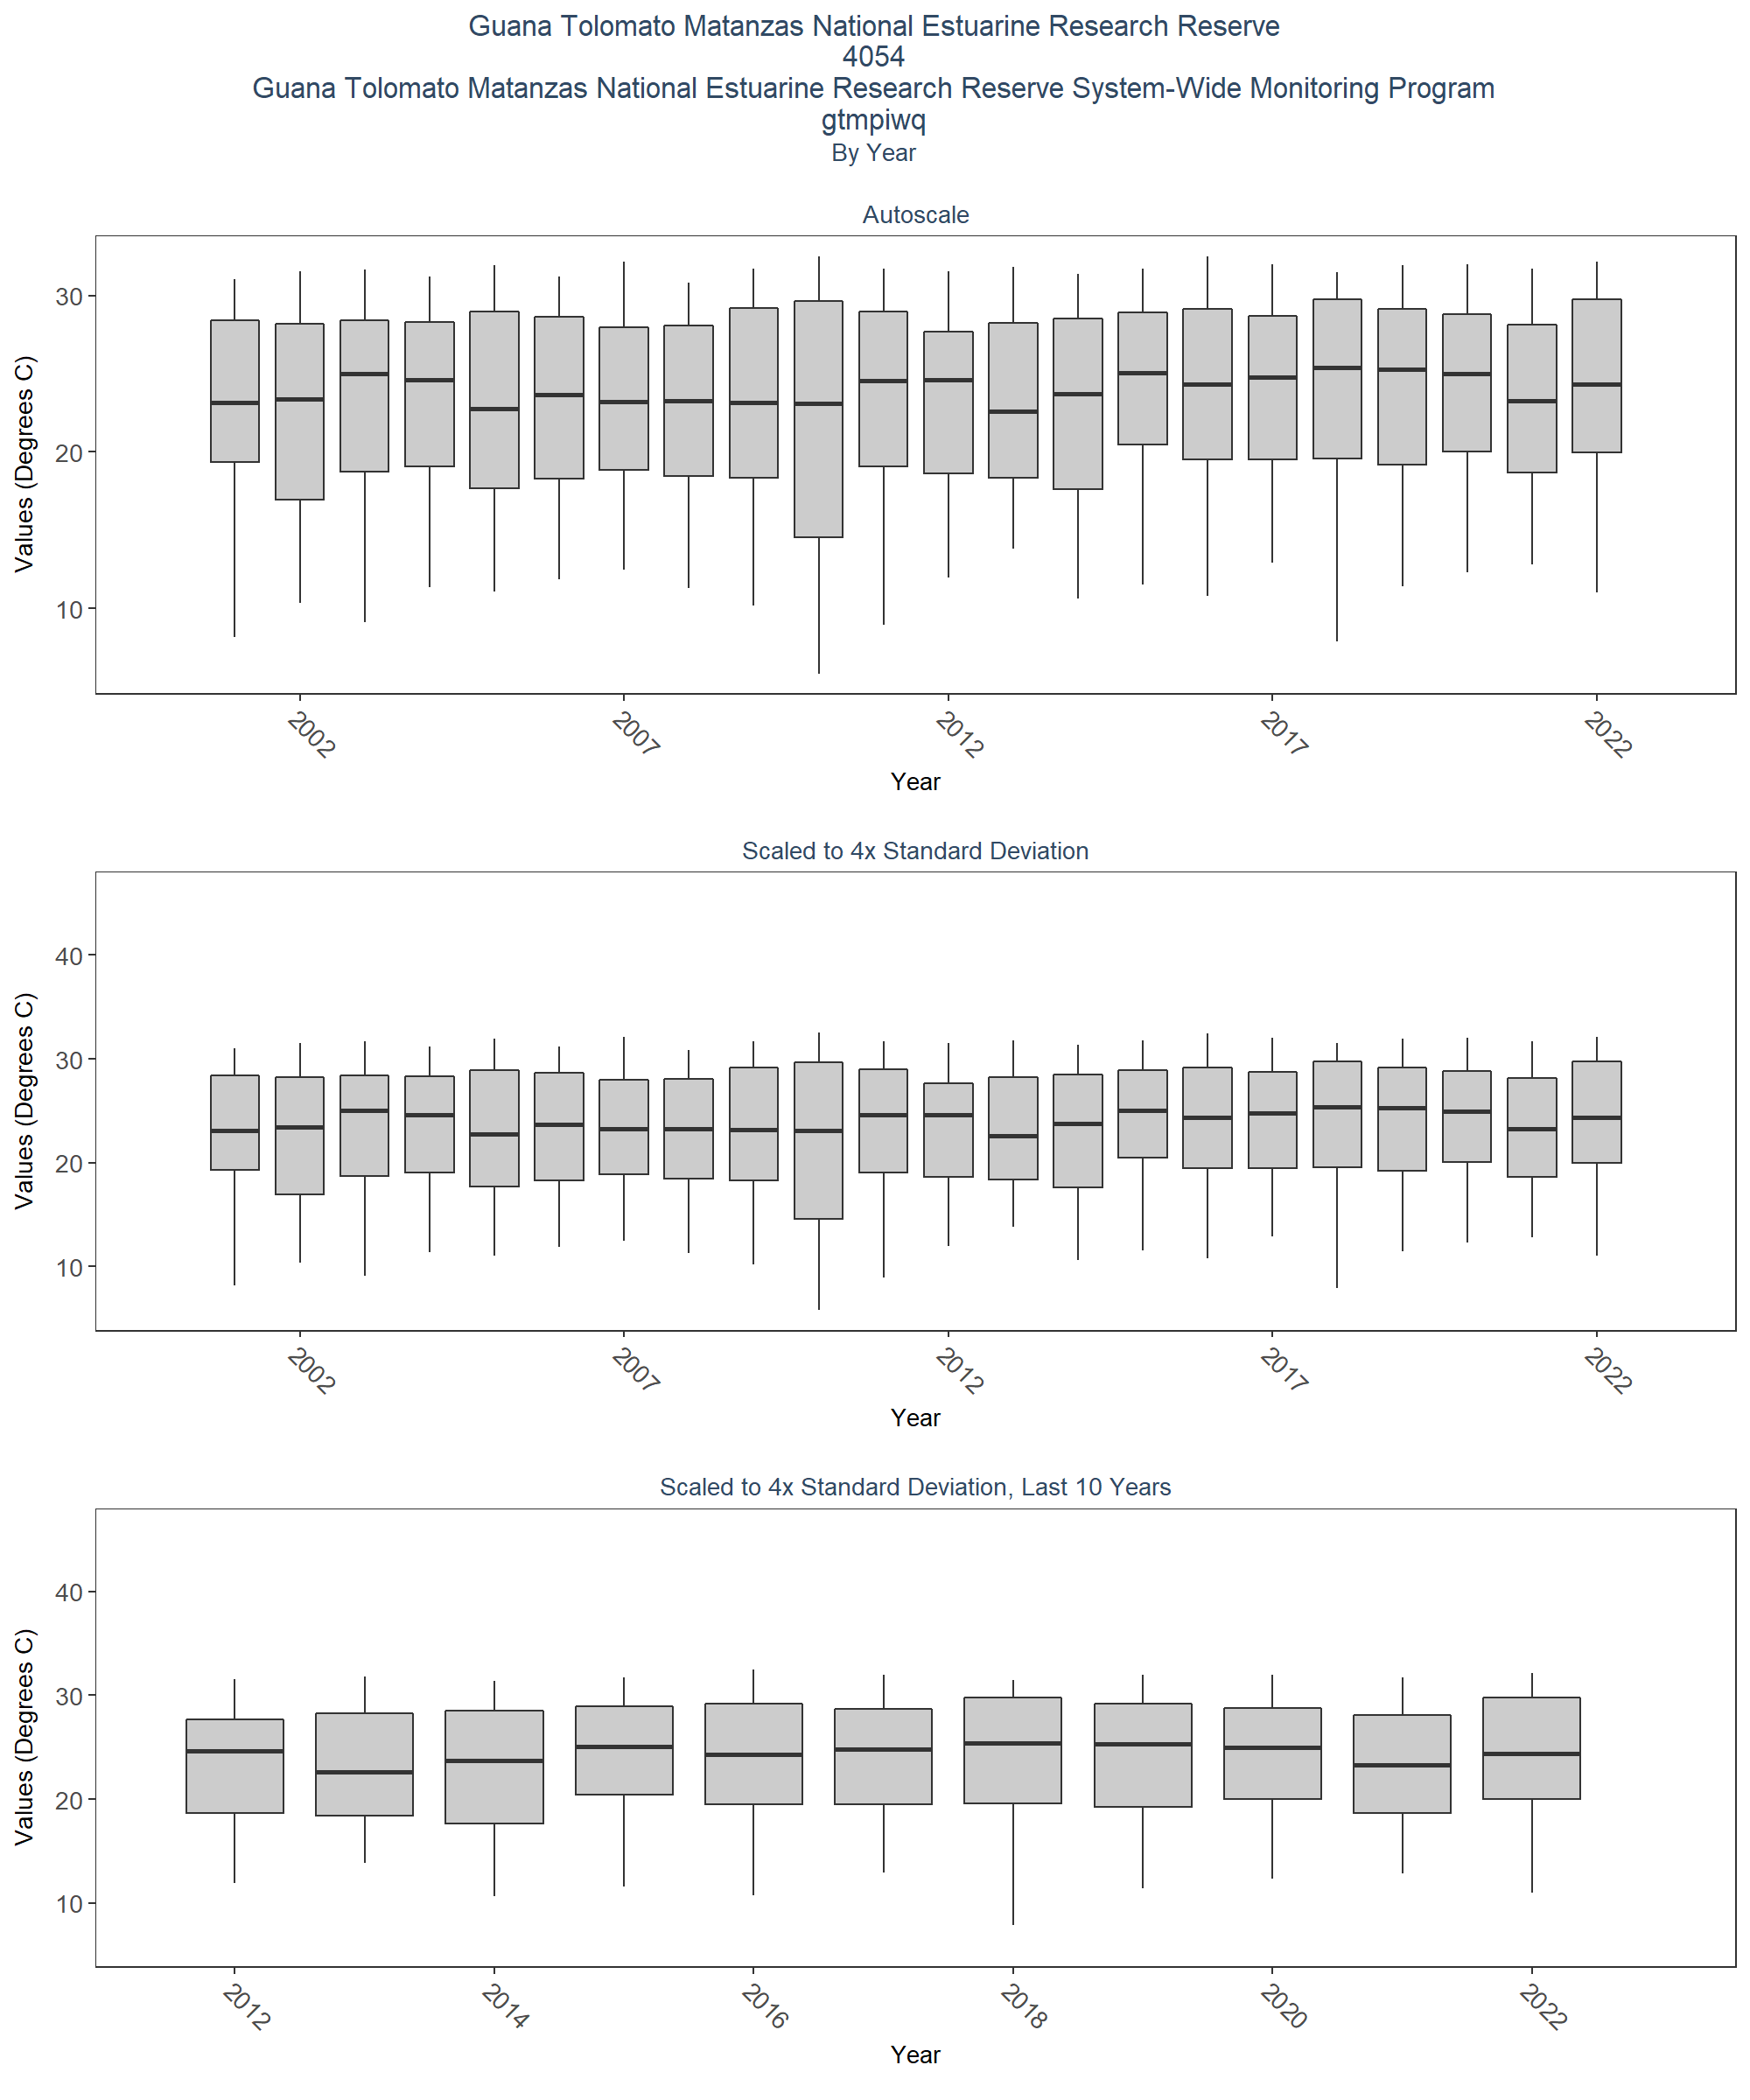 Guana Tolomato Matanzas National Estuarine Research Reserve
4054
Guana Tolomato Matanzas National Estuarine Research Reserve System-Wide Monitoring Program
gtmpiwq
By Year
Autoscale
Values (Degrees C)
30
20
10
2002
2007
2012
2017
2022
Year
Scaled to 4x Standard Deviation
Values (Degrees C)
40
30
20
10
2002
2007
2012
2017
2022
Year
Scaled to 4x Standard Deviation, Last 10 Years
Values (Degrees C)
40
30
20
10
2012
2014
2016
2018
2020
2022
Year